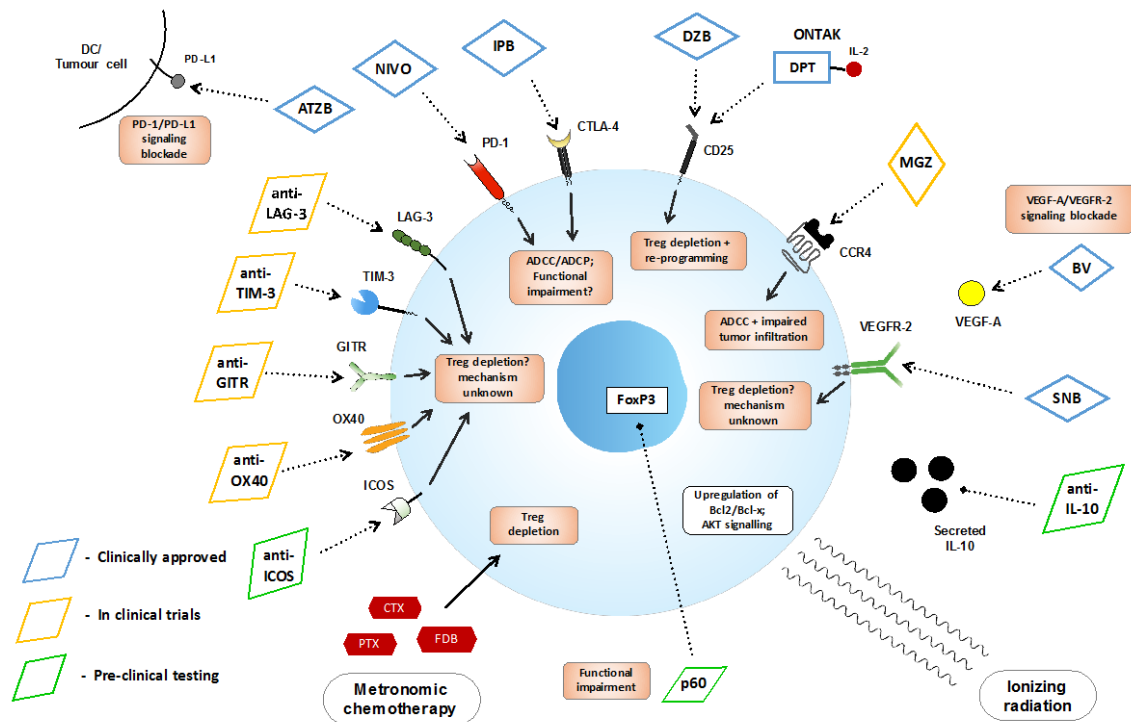 DC/
Tumour cell
PD-L1
ATZB
PD-1/PD-L1
signaling
blockade
NIVO
IPB
DZB
ONTAK
IL-2
DPT
PD-1
CTLA-4
CD25
MGZ
CCR4
VEGF-A/VEGFR-2
signaling blockade
BV
VEGF-A
VEGFR-2
SNB
anti-
LAG-3
LAG-3
anti-
TIM-3
TIM-3
anti-
GITR
GITR
anti-
OX40
OX40
anti-
ICOS
ICOS
ADCC/ADCP;
Functional
impairment?
Treg depletion +
re-programming
ADCC + impaired
tumor infiltration
Treg depletion?
mechanism
unknown
Treg depletion?
mechanism
unknown
FoxP3
Upregulation of
Bcl2/Bcl-x;
AKT signalling
Treg
depletion
Secreted
IL-10
anti-
IL-10
- Clinically approved
- In clinical trials
- Pre-clinical testing
CTX
PTX
FDB
Metronomic
chemotherapy
Functional
impairment
p60
Ionizing
radiation